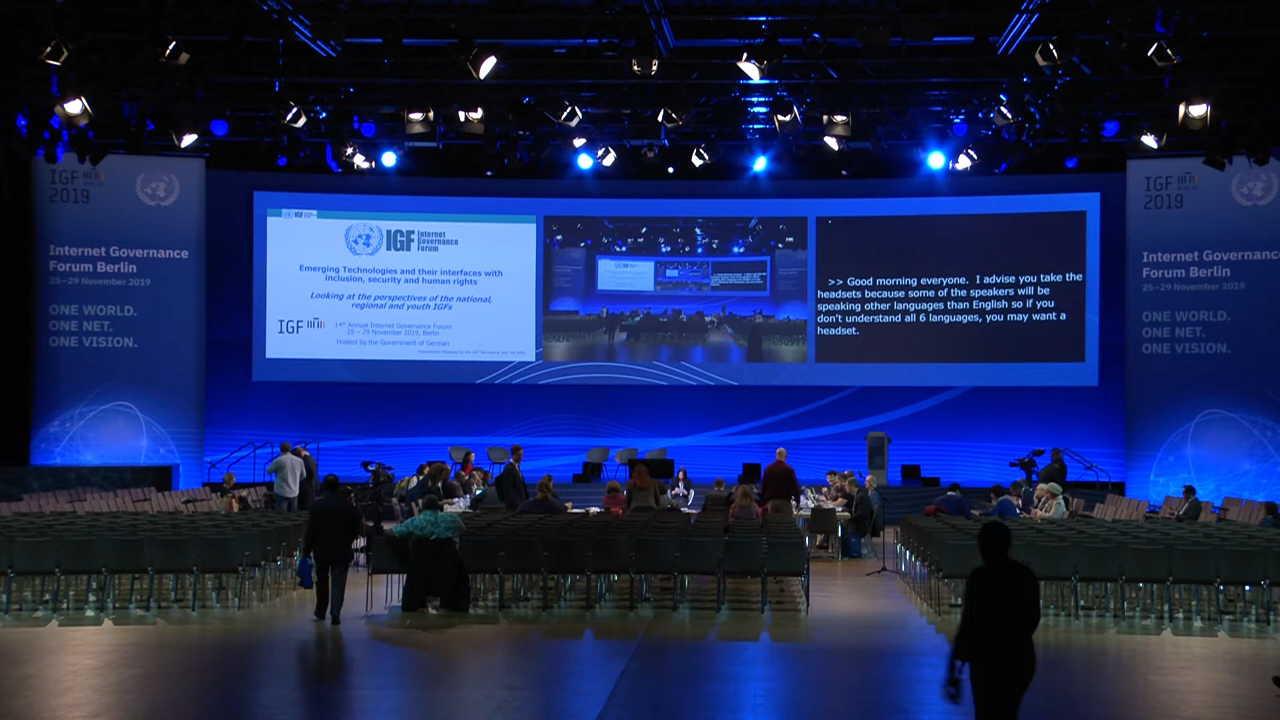 IGF
2019
Internet Governance
Forum Berlin
25–29 November 2019
ONE WORLD.
ONE NET.
ONE VISION.
IGF
IGF Internet
Governance
Forum
Emerging Technologies and their interfaces with
inclusion, security and human rights
Looking at the perspectives of the national,
regional and youth IGFs
IGF
14th Annual Internet Governance Forum
25 – 29 November 2019, Berlin
Hosted by the Government of German
>> Good morning everyone. I advise you take the
headsets because some of the speakers will be
speaking other languages than English so if you
don't understand all 6 languages, you may want a
headset.
IGF
2019
Internet Governance
Forum Berlin
25–29 November 2019
ONE WORLD.
ONE NET.
ONE VISION.